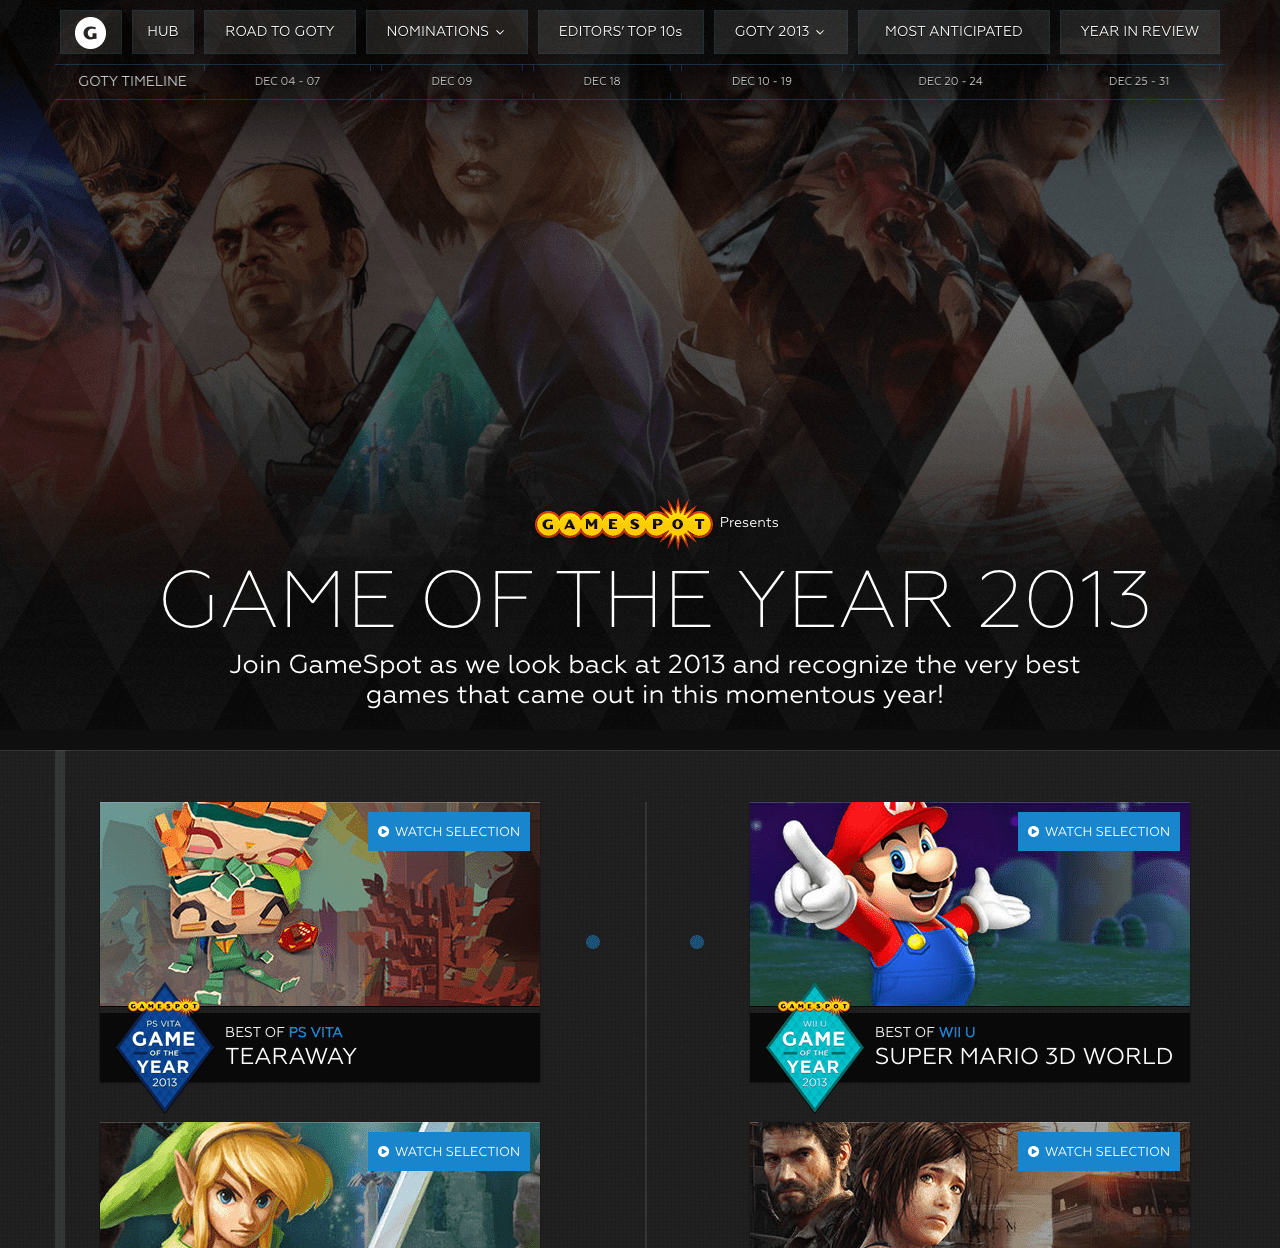 G
HUB
ROAD TO GOTY
NOMINATIONS
EDITORS' TOP 10s
GOTY 2013
MOST ANTICIPATED
YEAR IN REVIEW
GOTY TIMELINE
DEC 04 - 07
DEC 09
DEC 18
DEC 10 - 19
DEC 20 - 24
DEC 25 - 31
GAMESPOT Presents
GAME OF THE YEAR 2013
Join GameSpot as we look back at 2013 and recognize the very best
games that came out in this momentous year!
WATCH SELECTION
GAMESPOT
PS VITA
GAME
OF THE
YEAR
2013
BEST OF PS VITA
TEARAWAY
WATCH SELECTION
GAMESPOT
WII U
GAME
OF THE
YEAR
2013
BEST OF WII U
SUPER MARIO 3D WORLD
WATCH SELECTION
WATCH SELECTION